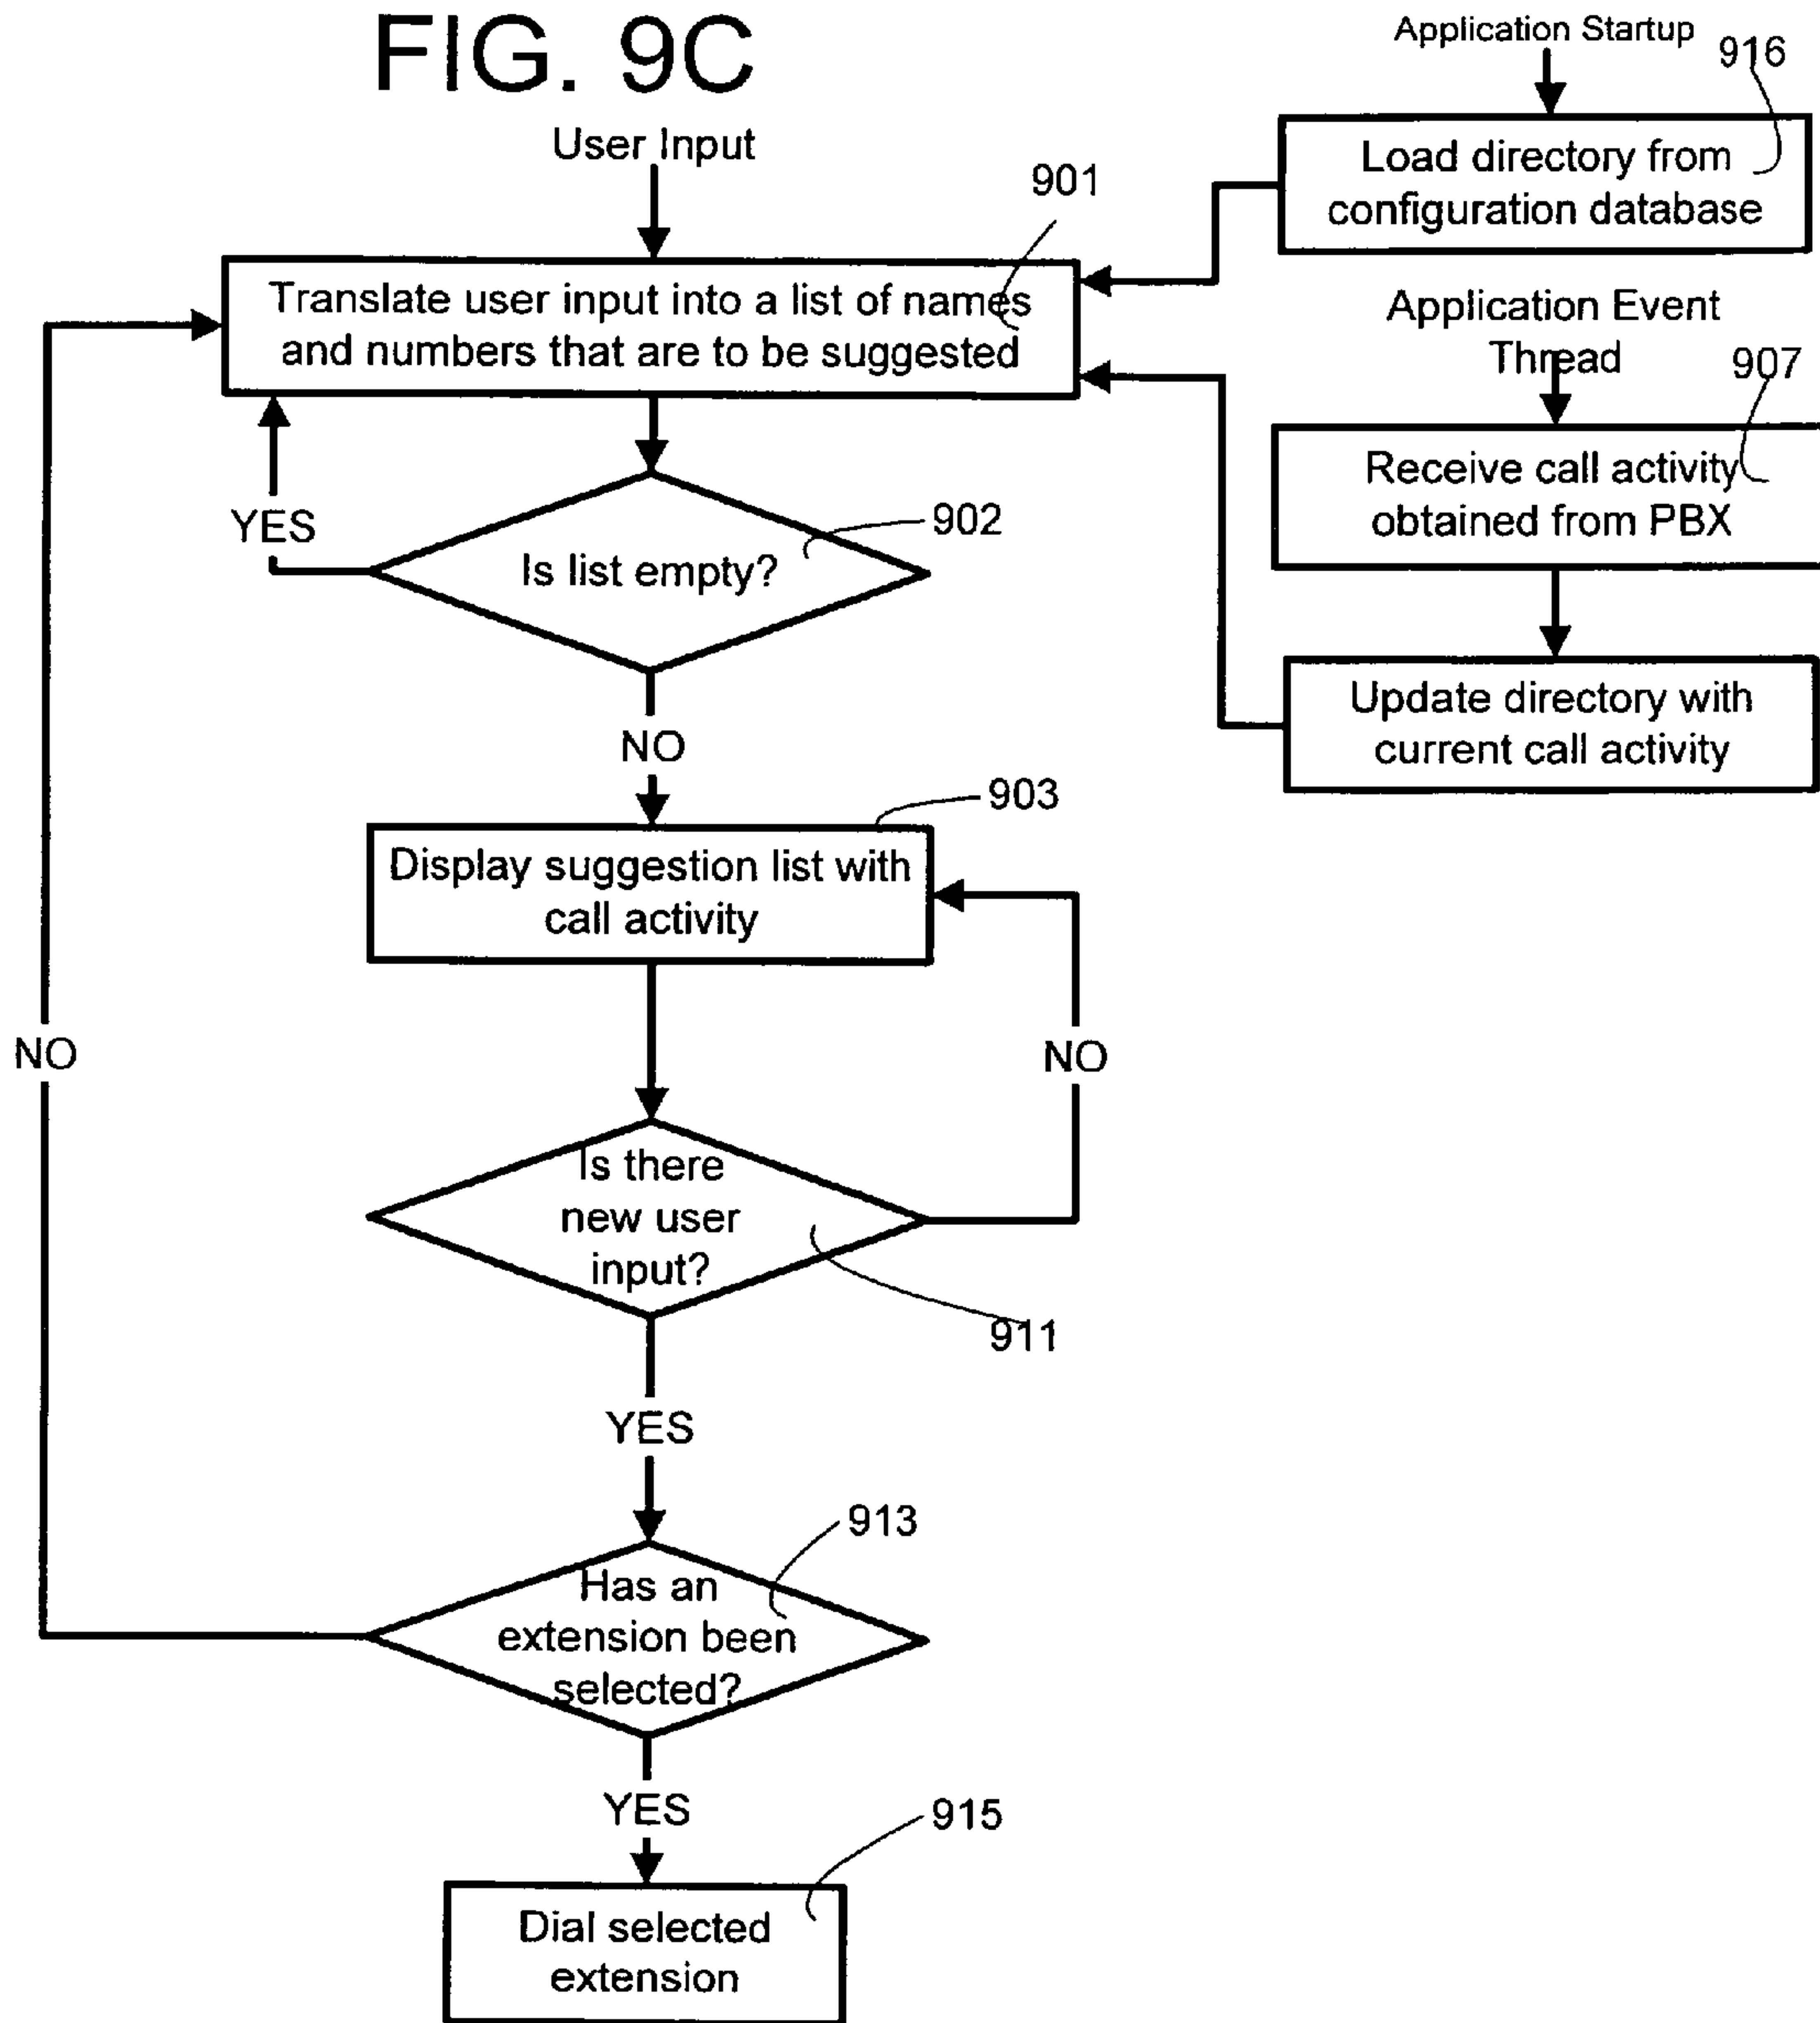 FIG. 9C
User Input
901
Translate user input into a list of names
and numbers that are to be suggested
YES
902
Is list empty?
NO
903
Display suggestion list with
call activity
NO
NO
Is there
new user
input?
911
YES
913
Has an
extension been
selected?
YES
915
Dial selected
extension
Application Startup
916
Load directory from
configuration database
Application Event
Thread
907
Receive call activity
obtained from PBX
Update directory with
current call activity